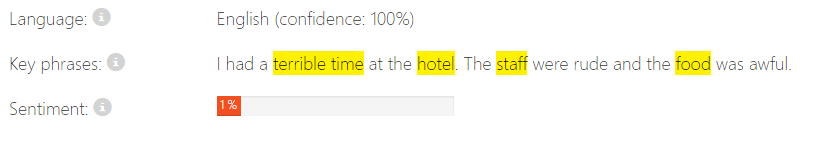 Language: English (confidence: 100%)
Key phrases: I had a terrible time at the hotel. The staff were rude and the food was awful.
Sentiment: 1%